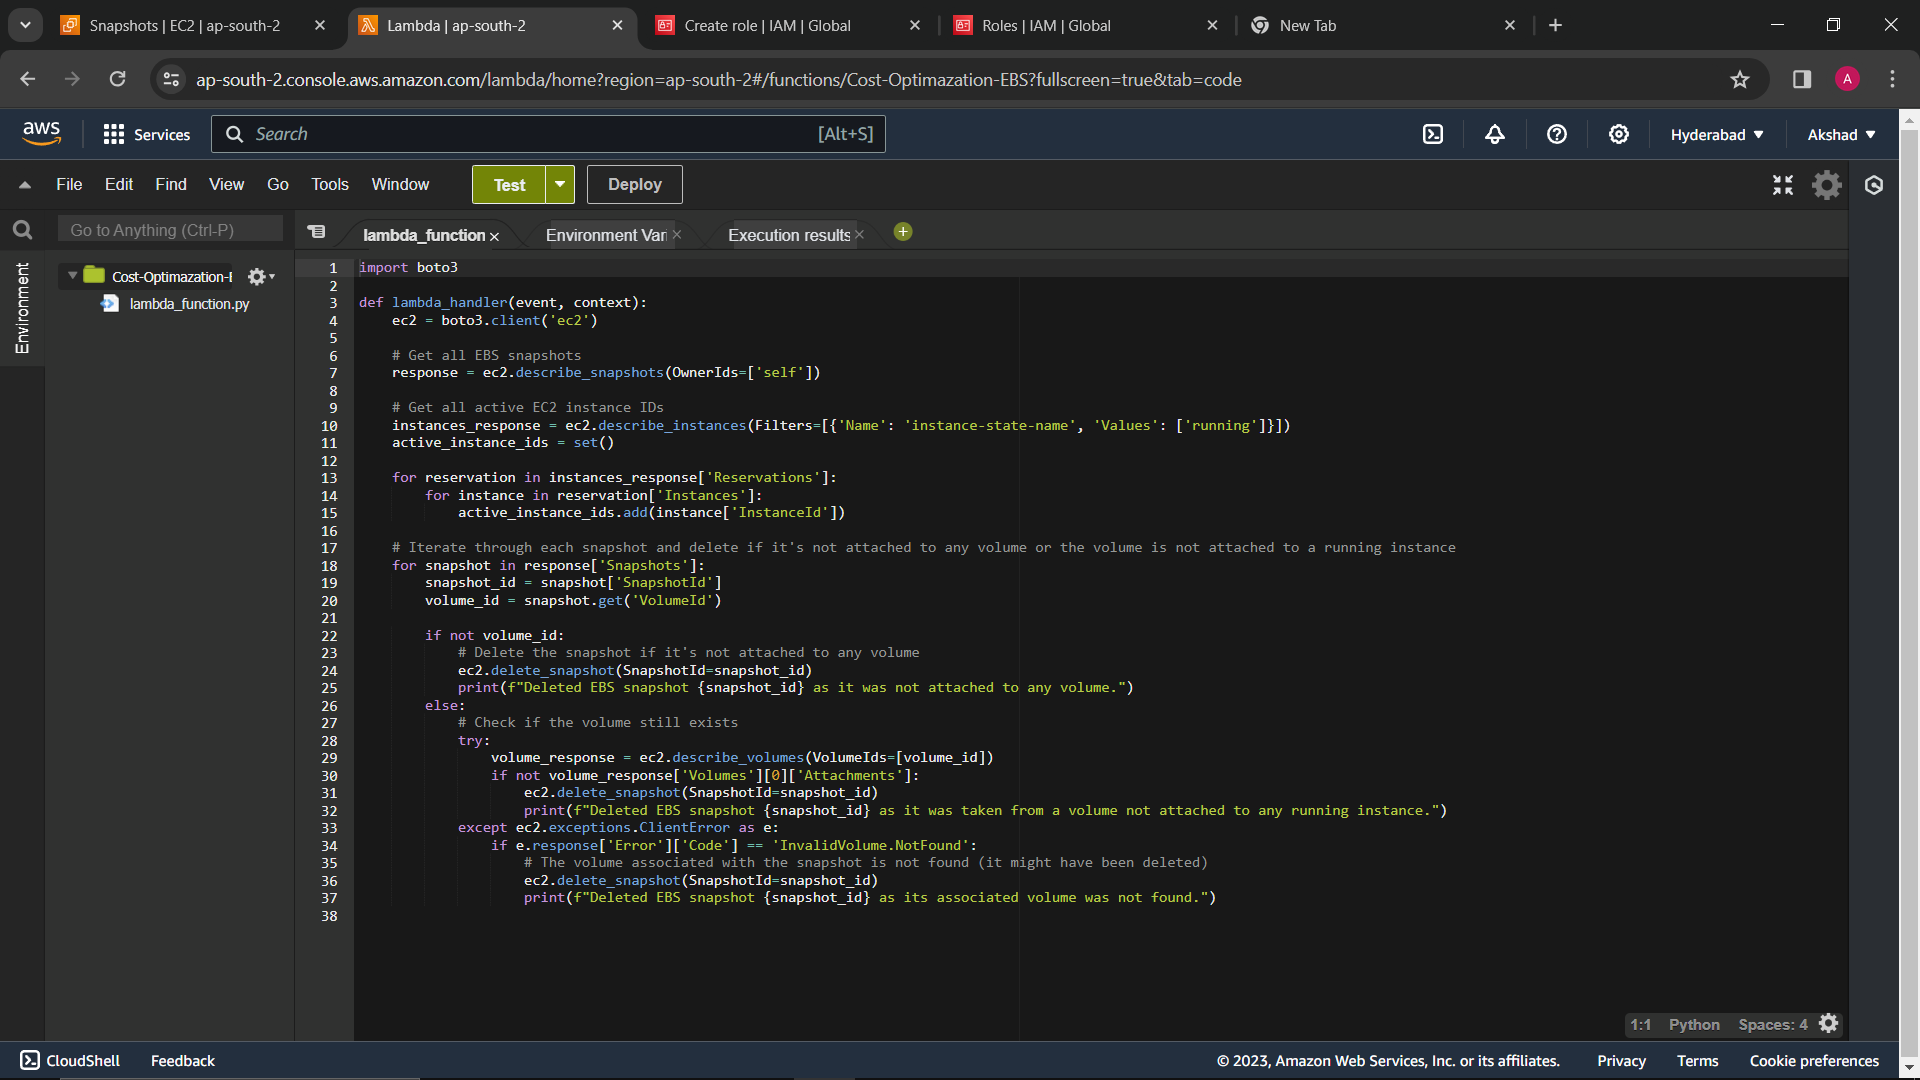 Snapshots | EC2 | ap-south-2
Lambda | ap-south-2
Create role | IAM | Global
Roles | IAM | Global
New Tab
ap-south-2.console.aws.amazon.com/lambda/home?region=ap-south-2#/functions/Cost-Optimazation-EBS?fullscreen=true&tab=code
A
aws
Services
Search
[Alt+S]
Hyderabad
Akshad
File Edit Find View Go Tools Window
Test
Deploy
Go to Anything (Ctrl-P)
lambda_function
Environment Vari
Execution results
Environment
Cost-Optimazation-E
lambda_function.py
1 import boto3
2
3 def lambda_handler(event, context):
4 ec2 = boto3.client('ec2')
5
6 # Get all EBS snapshots
7 response = ec2.describe_snapshots(OwnerIds=['self'])
8
9 # Get all active EC2 instance IDs
10 instances_response = ec2.describe_instances(Filters=[{'Name': 'instance-state-name', 'Values': ['running']}])
11 active_instance_ids = set()
12
13 for reservation in instances_response['Reservations']:
14 for instance in reservation['Instances']:
15 active_instance_ids.add(instance['InstanceId'])
16
17 # Iterate through each snapshot and delete if it's not attached to any volume or the volume is not attached to a running instance
18 for snapshot in response['Snapshots']:
19 snapshot_id = snapshot['SnapshotId']
20 volume_id = snapshot.get('VolumeId')
21
22 if not volume_id:
23 # Delete the snapshot if it's not attached to any volume
24 ec2.delete_snapshot(SnapshotId=snapshot_id)
25 print(f"Deleted EBS snapshot {snapshot_id} as it was not attached to any volume.")
26 else:
27 # Check if the volume still exists
28 try:
29 volume_response = ec2.describe_volumes(VolumeIds=[volume_id])
30 if not volume_response['Volumes'][0]['Attachments']:
31 ec2.delete_snapshot(SnapshotId=snapshot_id)
32 print(f"Deleted EBS snapshot {snapshot_id} as it was taken from a volume not attached to any running instance.")
33 except ec2.exceptions.ClientError as e:
34 if e.response['Error']['Code'] == 'InvalidVolume.NotFound':
35 # The volume associated with the snapshot is not found (it might have been deleted)
36 ec2.delete_snapshot(SnapshotId=snapshot_id)
37 print(f"Deleted EBS snapshot {snapshot_id} as its associated volume was not found.")
38
1:1 Python Spaces: 4
CloudShell
Feedback
© 2023, Amazon Web Services, Inc. or its affiliates.
Privacy
Terms
Cookie preferences